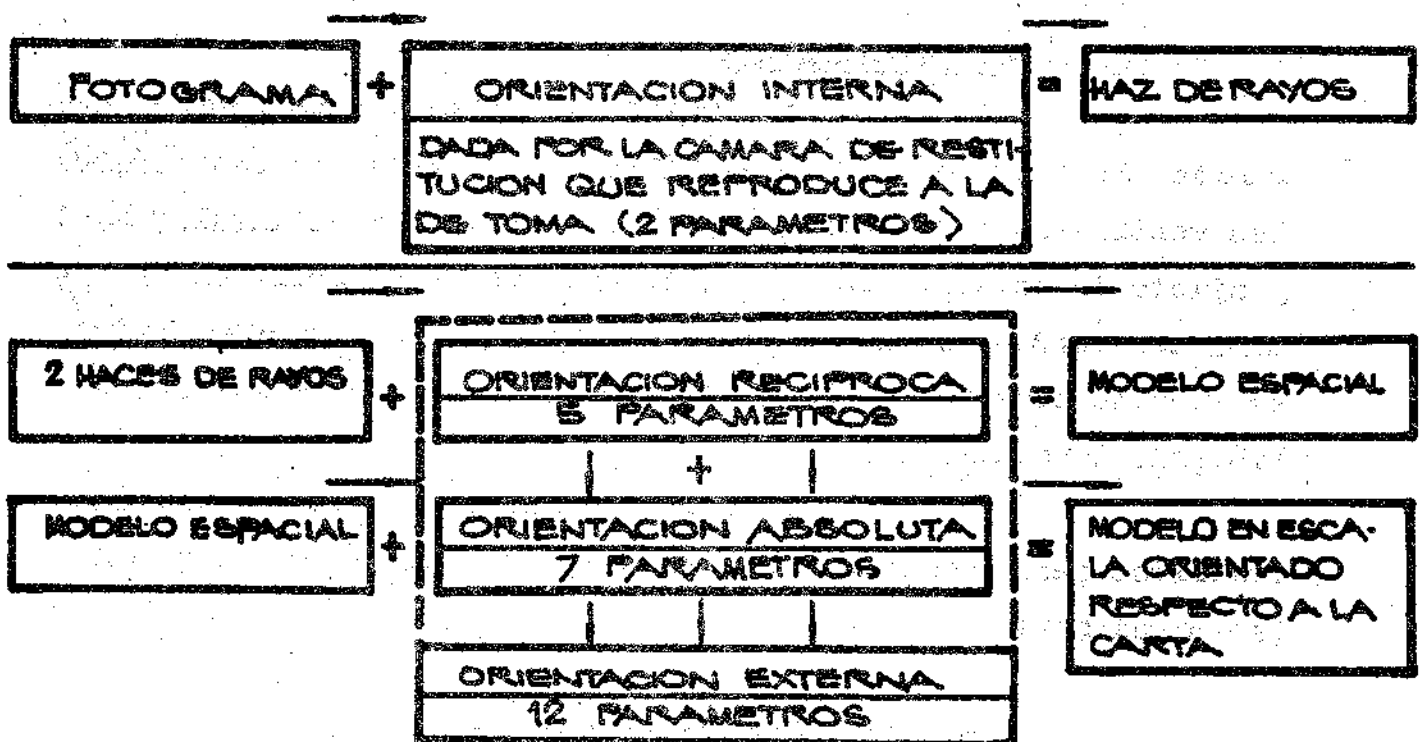 FOTOGRAMA + ORIENTACION INTERNA = HAZ DE RAYOS
DADA POR LA CAMARA DE RESTI-
TUCION QUE REPRODUCE A LA
DE TOMA (2 PARAMETROS)
2 HACES DE RAYOS + ORIENTACION RECIPROCA = MODELO ESPACIAL
5 PARAMETROS
+
MODELO ESPACIAL + ORIENTACION ABSOLUTA = MODELO EN ESCA-
7 PARAMETROS
LA ORIENTADO
RESPECTO A LA
CARTA
ORIENTACION EXTERNA
12 PARAMETROS